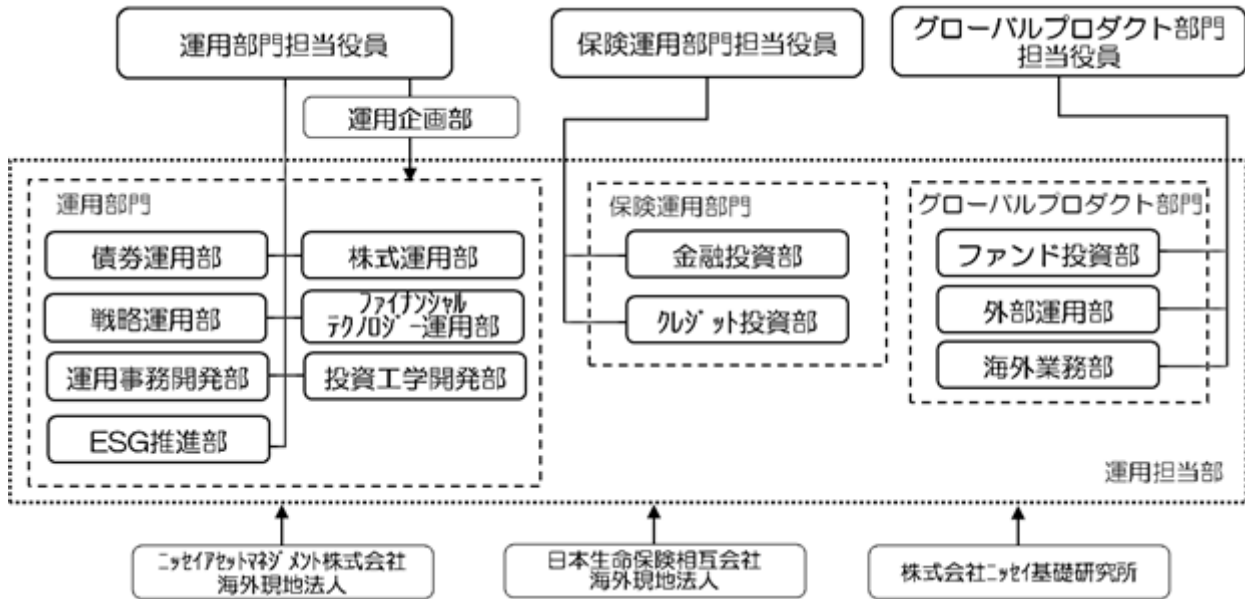 運用部門担当役員
保険運用部門担当役員
グローバルプロダクト部門
担当役員
運用企画部
運用部門
債券運用部
株式運用部
戦略運用部
ファイナンシャル
テクノロジー運用部
運用事務開発部
投資工学開発部
ESG推進部
保険運用部門
金融投資部
クレジット投資部
グローバルプロダクト部門
ファンド投資部
外部運用部
海外業務部
運用担当部
ニッセイアセットマネジメント株式会社
海外現地法人
日本生命保険相互会社
海外現地法人
株式会社ニッセイ基礎研究所